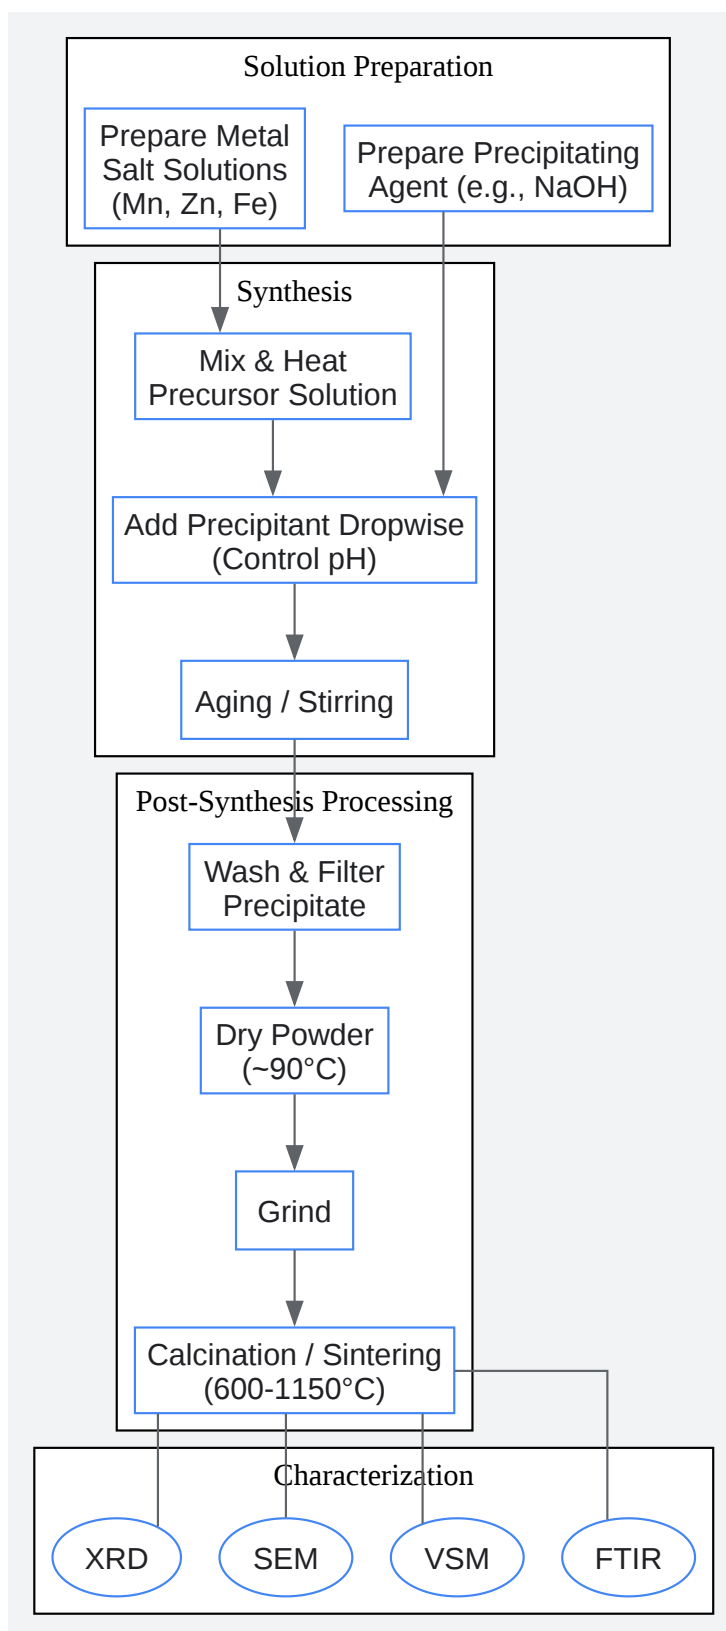 Solution Preparation
Prepare Metal
Salt Solutions
(Mn, Zn, Fe)
Prepare Precipitating
Agent (e.g., NaOH)
Synthesis
Mix & Heat
Precursor Solution
Add Precipitant Dropwise
(Control pH)
Aging / Stirring
Post-Synthesis Processing
Wash & Filter
Precipitate
Dry Powder
(~90°C)
Grind
Calcination / Sintering
(600-1150°C)
Characterization
XRD
SEM
VSM
FTIR